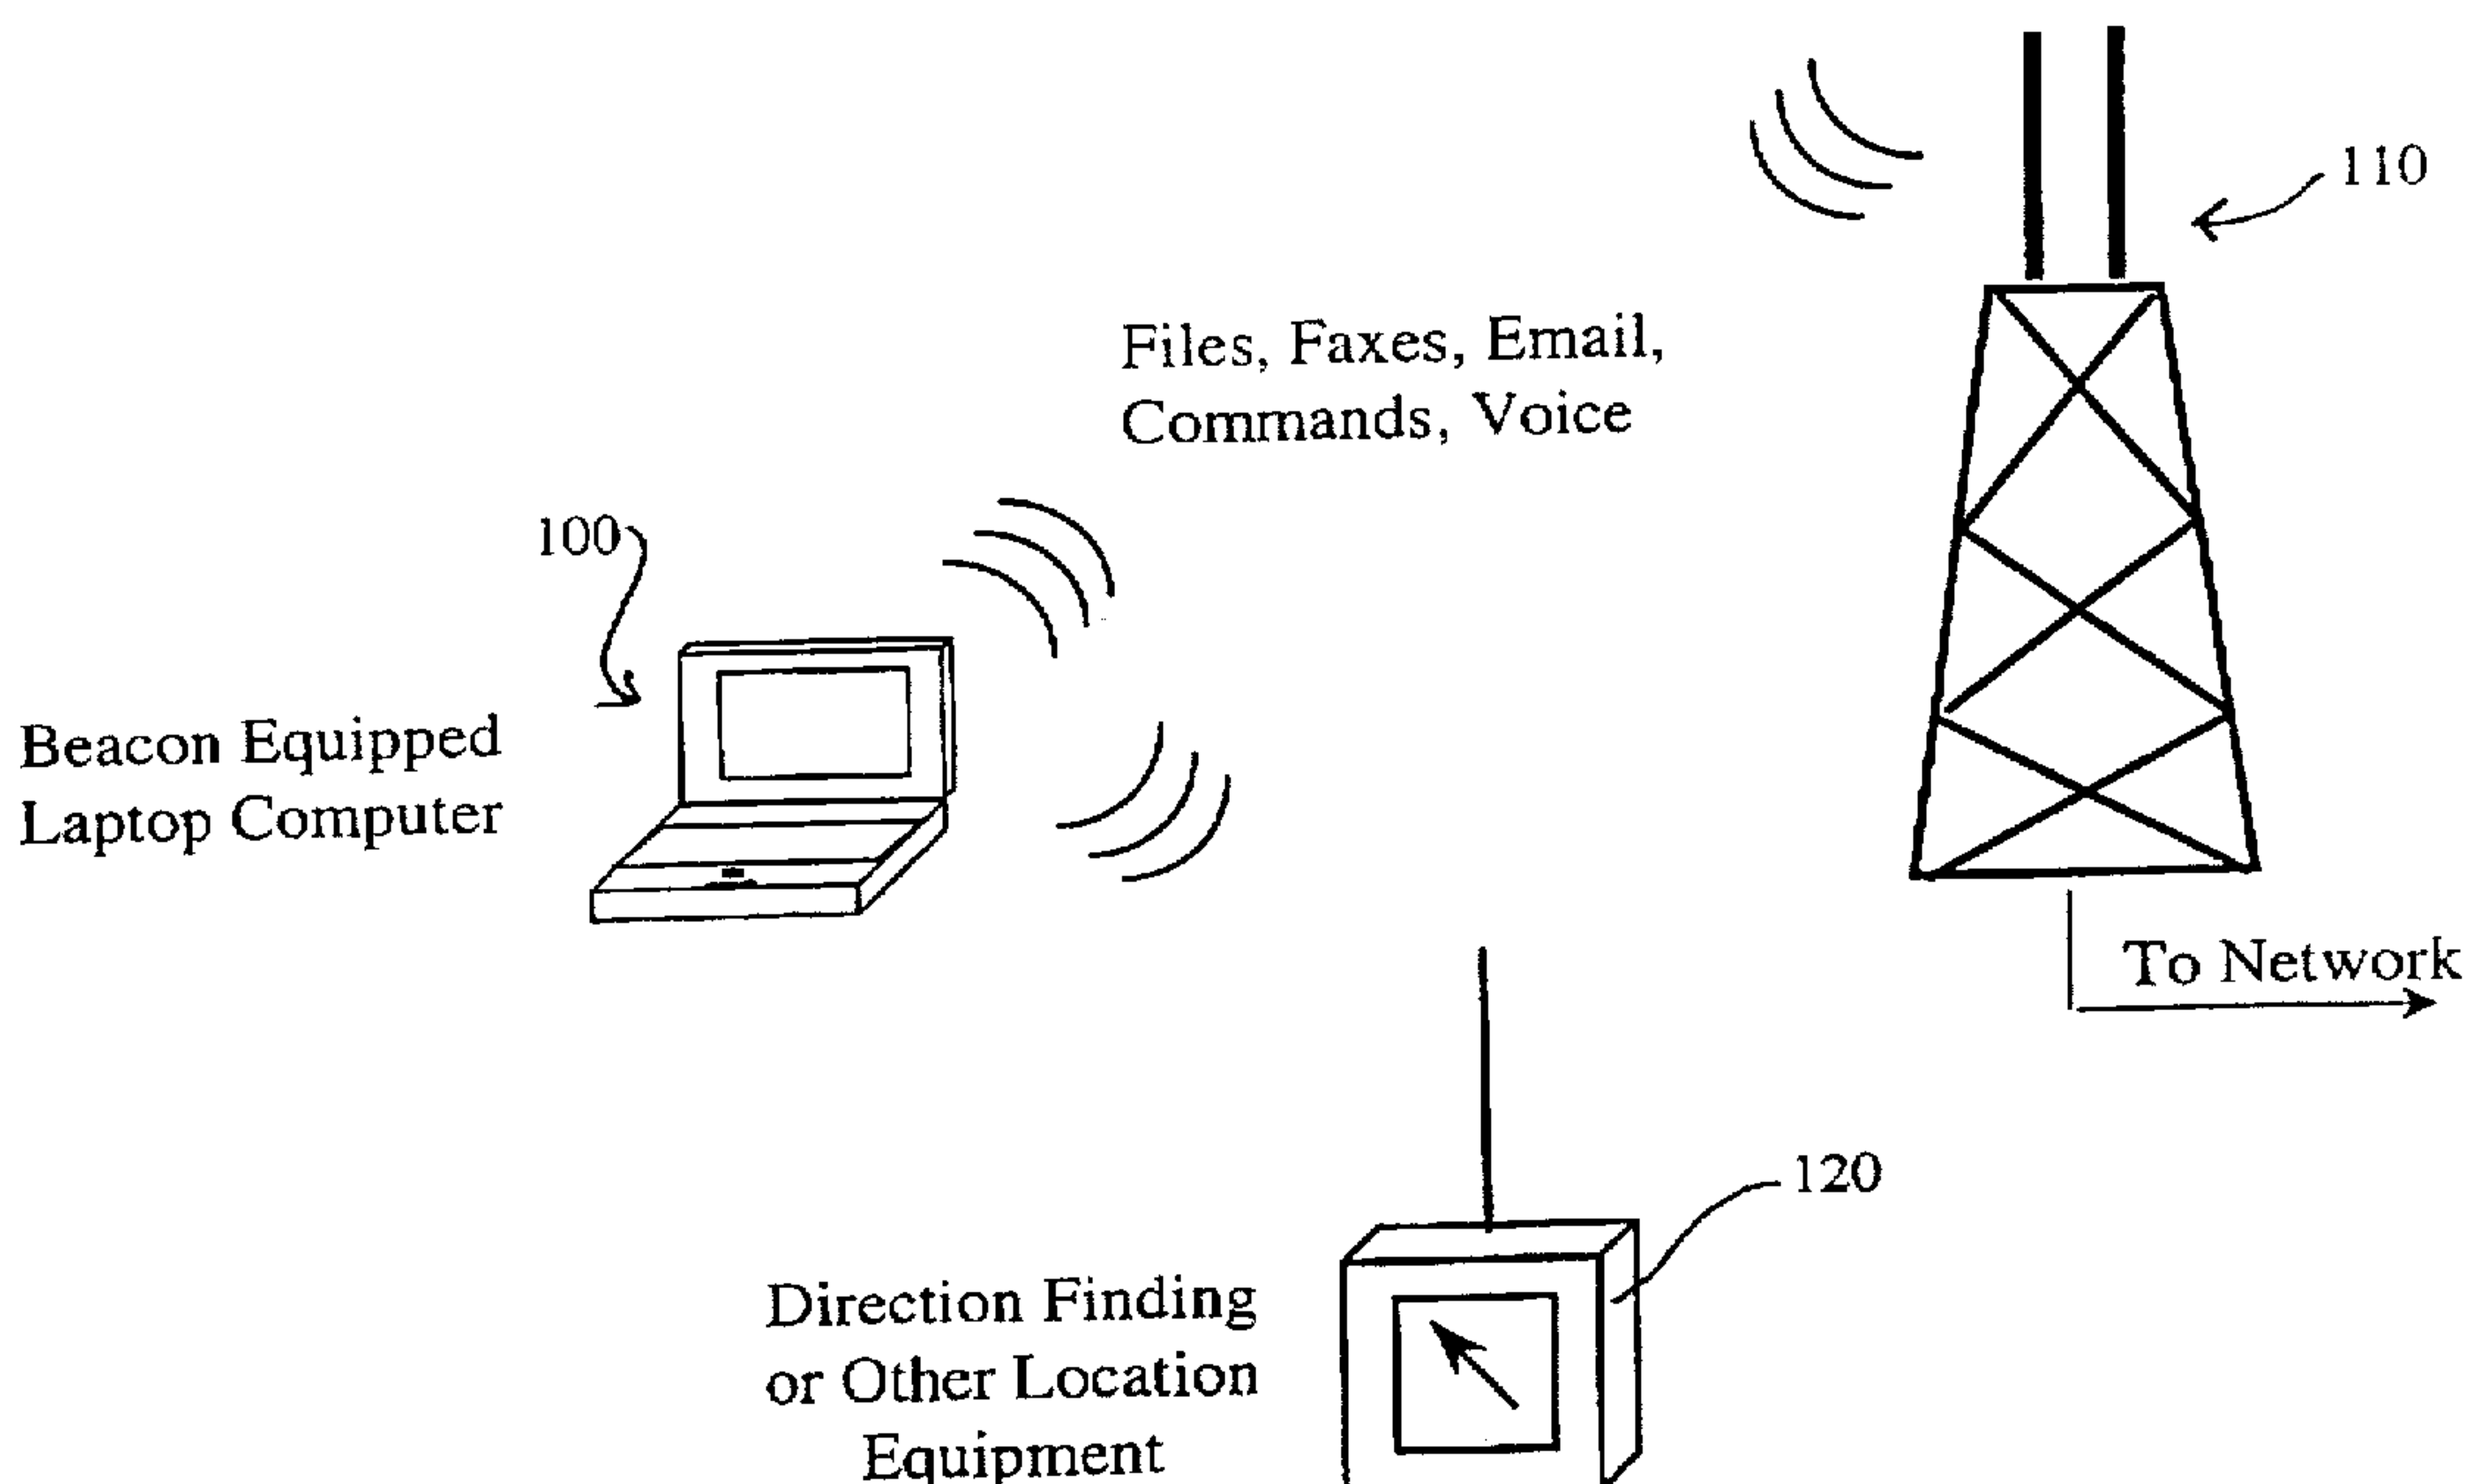 110
Files, Faxes, Email,
Commands, Voice
100
Beacon Equipped
Laptop Computer
To Network
120
Direction Finding
or Other Location
Equipment